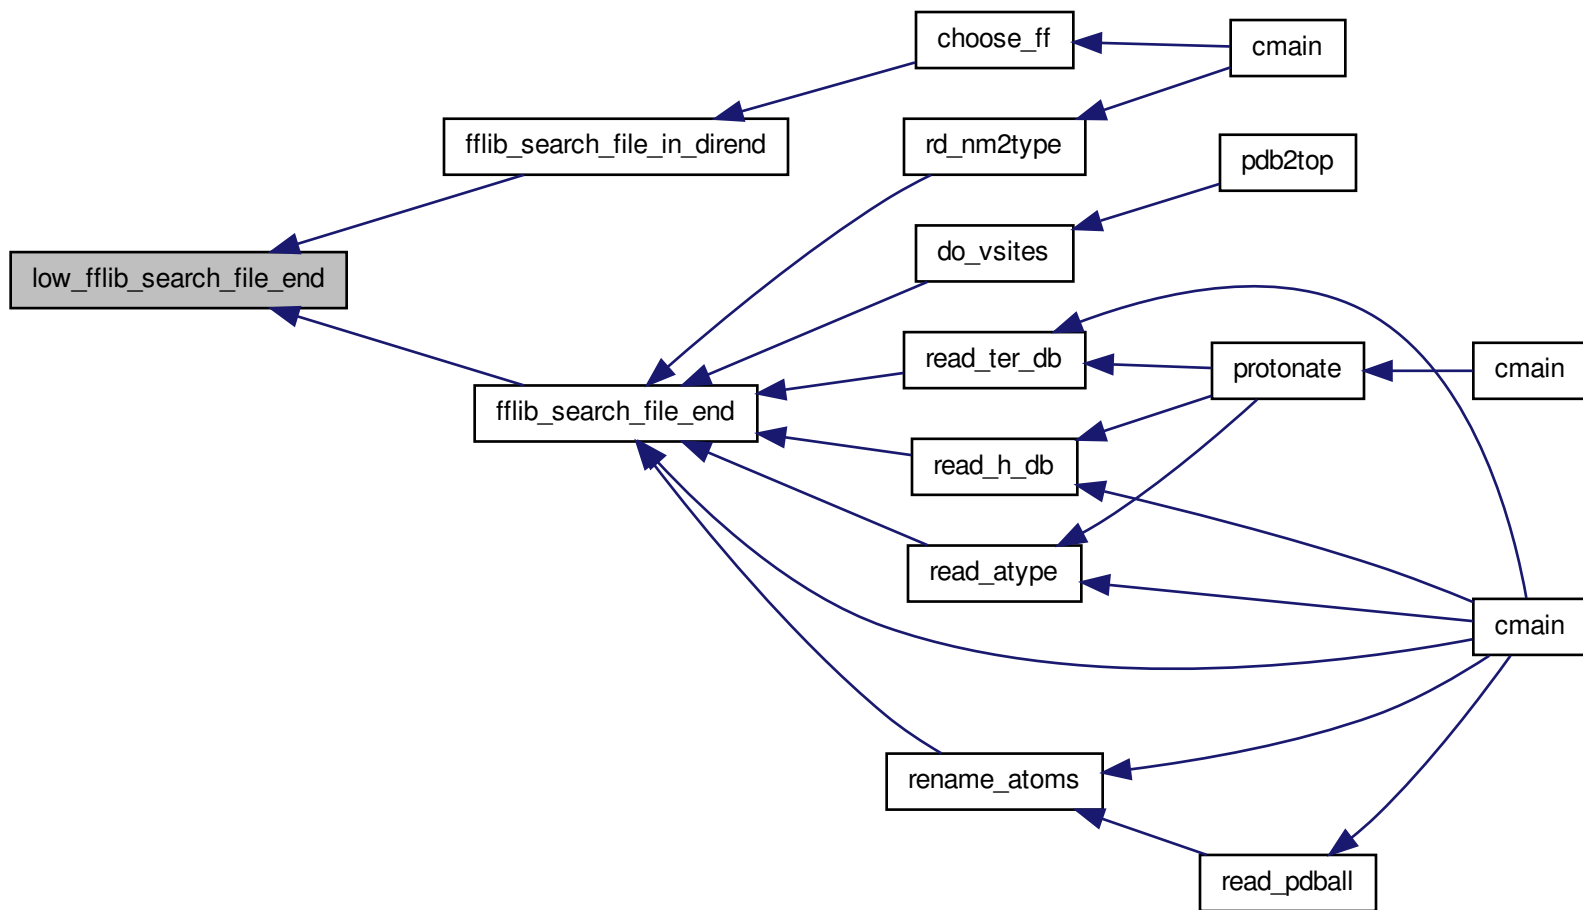 choose_ff
cmain
fflib_search_file_in_dirend
rd_nm2type
pdb2top
do_vsites
low_fflib_search_file_end
read_ter_db
protonate
cmain
fflib_search_file_end
read_h_db
read_atype
cmain
rename_atoms
read_pdball